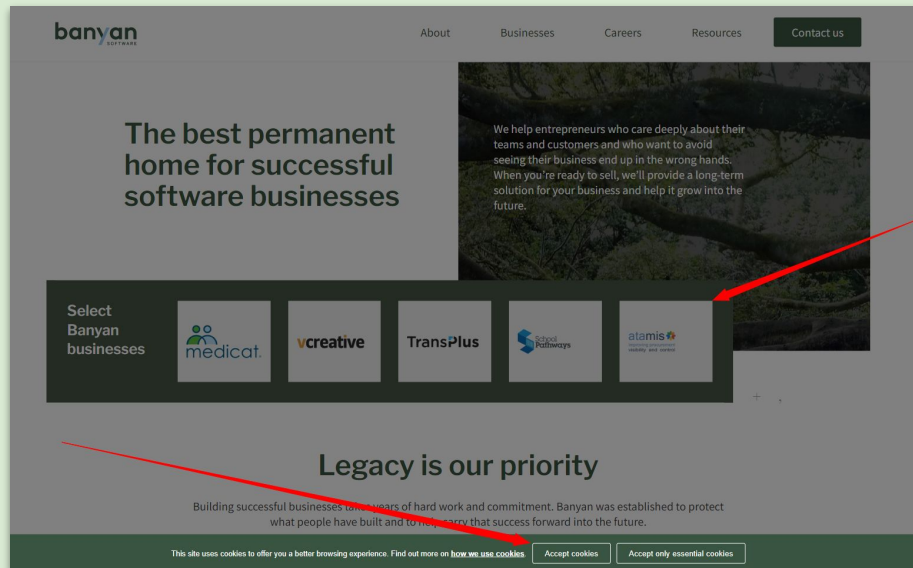 banyan
SOFTWARE
About Businesses Careers Resources Contact us
The best permanent
home for successful
software businesses
We help entrepreneurs who care deeply about their
teams and customers and who want to avoid
seeing their business end up in the wrong hands.
When you're ready to sell, we'll provide a long-term
solution for your business and help it grow into the
future.
Select
Banyan
businesses
medicat.
vcreative
TransPlus
School
Pathways
atamis
improving procurement
visibility and control
Legacy is our priority
Building successful businesses takes years of hard work and commitment. Banyan was established to protect
what people have built and to help carry that success forward into the future.
This site uses cookies to offer you a better browsing experience. Find out more on how we use cookies. Accept cookies Accept only essential cookies